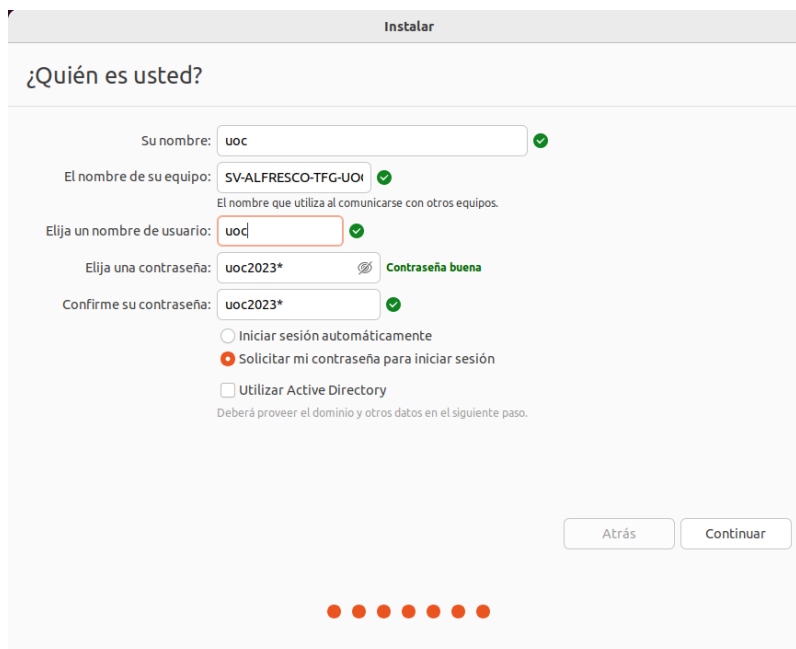 Instalar
¿Quién es usted?
Su nombre: uoc
El nombre de su equipo: SV-ALFRESCO-TFG-UO
El nombre que utiliza al comunicarse con otros equipos.
Elija un nombre de usuario: uoc
Elija una contraseña: uoc2023* Contraseña buena
Confirme su contraseña: uoc2023*
Iniciar sesión automáticamente
Solicitar mi contraseña para iniciar sesión
Utilizar Active Directory
Deberá proveer el dominio y otros datos en el siguiente paso.
Atrás Continuar